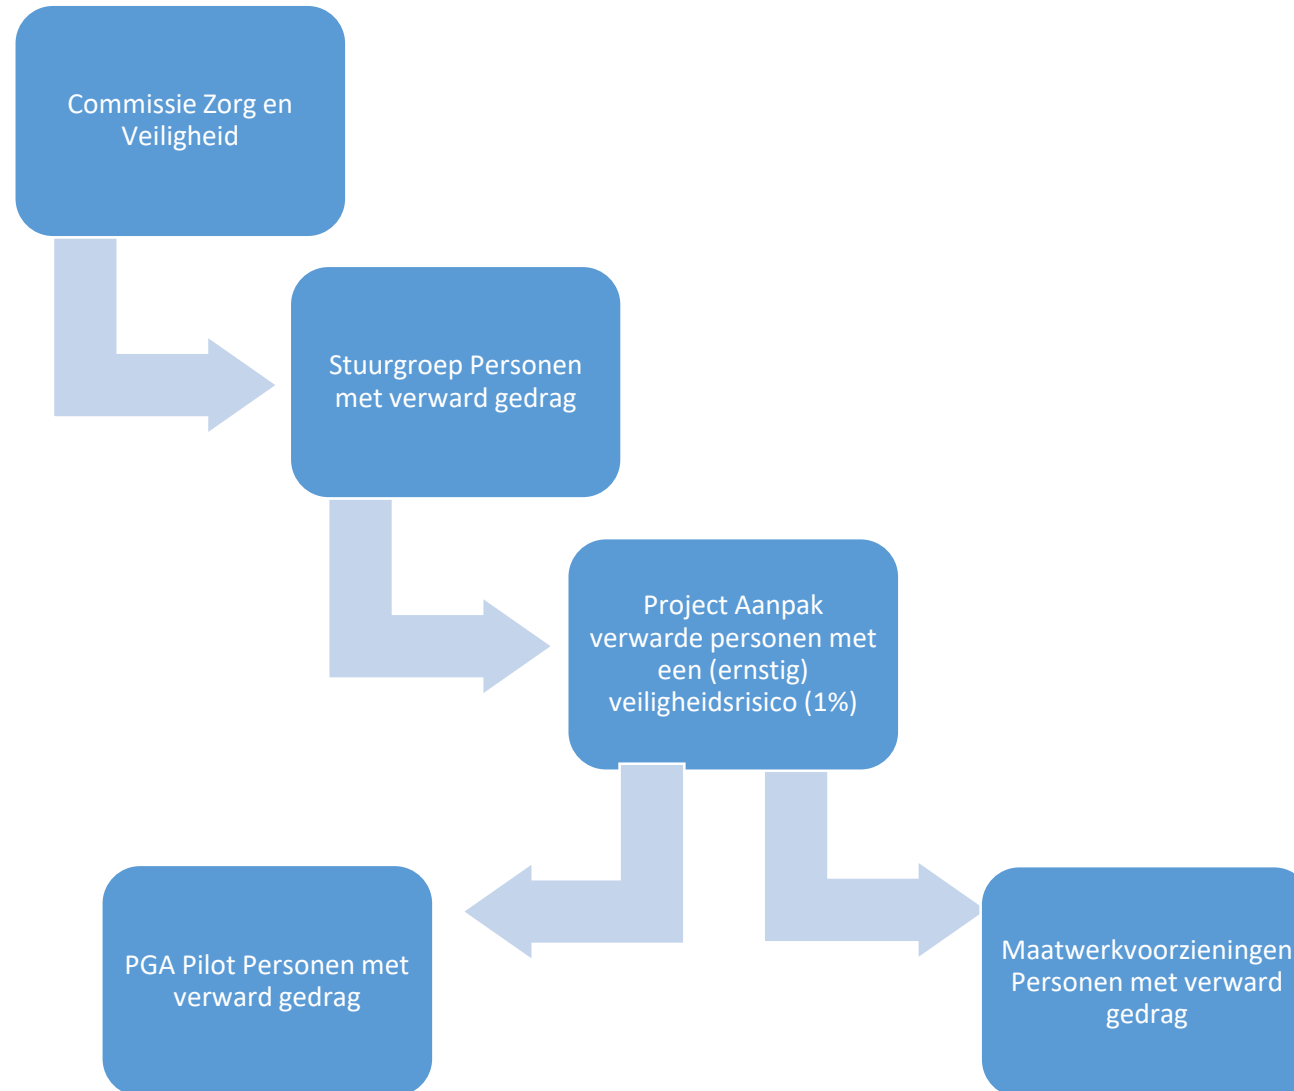 Commissie Zorg en
Veiligheid
Stuurgroep Personen
met verward gedrag
Project Aanpak
verwarde personen met
een (ernstig)
veiligheidsrisico (1%)
PGA Pilot Personen met
verward gedrag
Maatwerkvoorzieningen
Personen met verward
gedrag